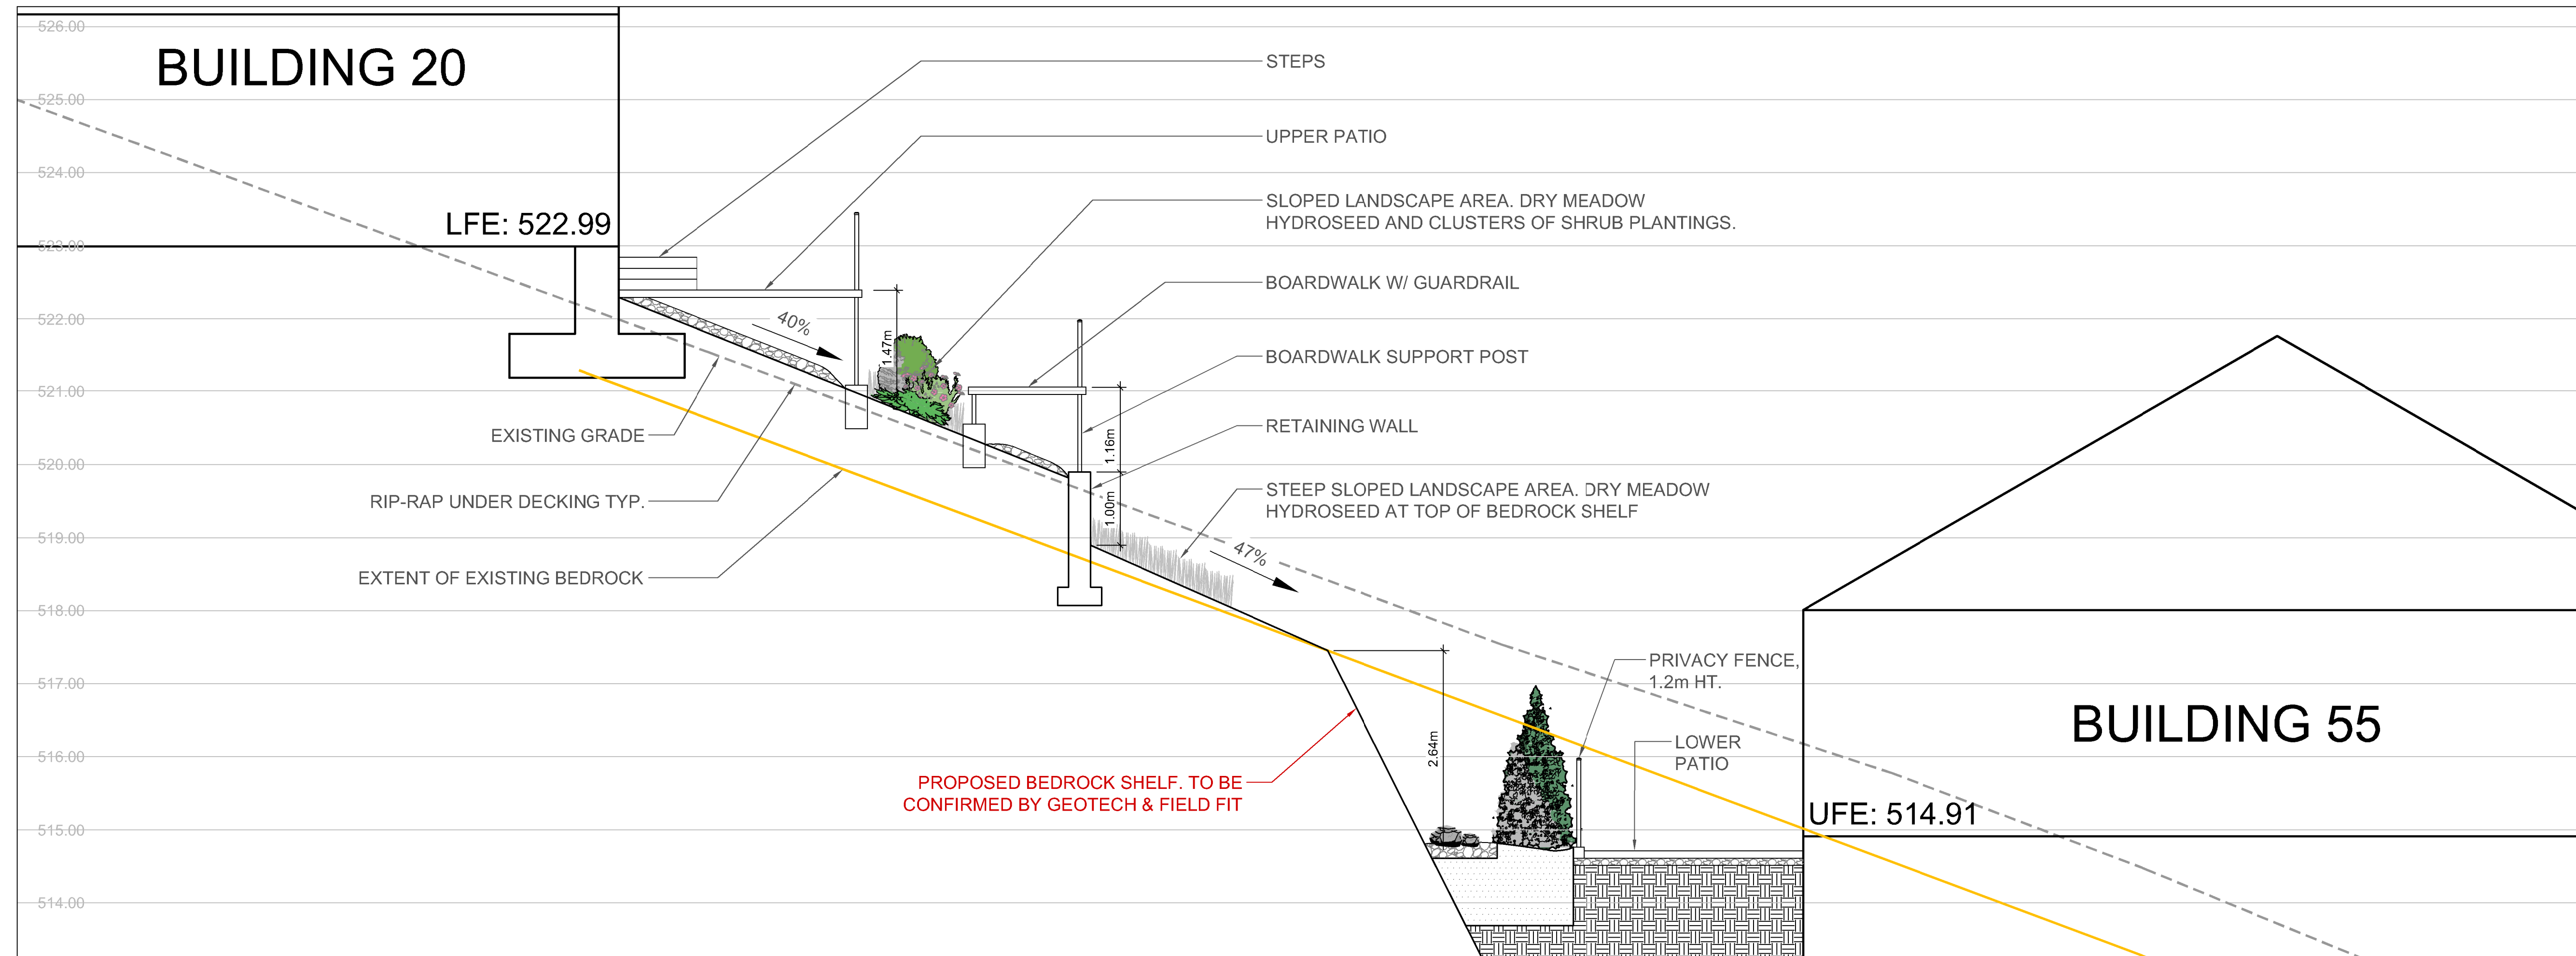 526.00
BUILDING 20
STEPS
525.00
UPPER PATIO
524.00
SLOPED LANDSCAPE AREA. DRY MEADOW
HYDROSEED AND CLUSTERS OF SHRUB PLANTINGS.
LFE: 522.99
523.00
BOARDWALK W/ GUARDRAIL
522.00
40%
1.47m
BOARDWALK SUPPORT POST
521.00
RETAINING WALL
EXISTING GRADE
1.16m
520.00
RIP-RAP UNDER DECKING TYP.
STEEP SLOPED LANDSCAPE AREA. DRY MEADOW
HYDROSEED AT TOP OF BEDROCK SHELF
1.00m
519.00
47%
EXTENT OF EXISTING BEDROCK
518.00
PRIVACY FENCE,
1.2m HT.
517.00
BUILDING 55
2.64m
LOWER
PATIO
516.00
PROPOSED BEDROCK SHELF. TO BE
CONFIRMED BY GEOTECH & FIELD FIT
UFE: 514.91
515.00
514.00